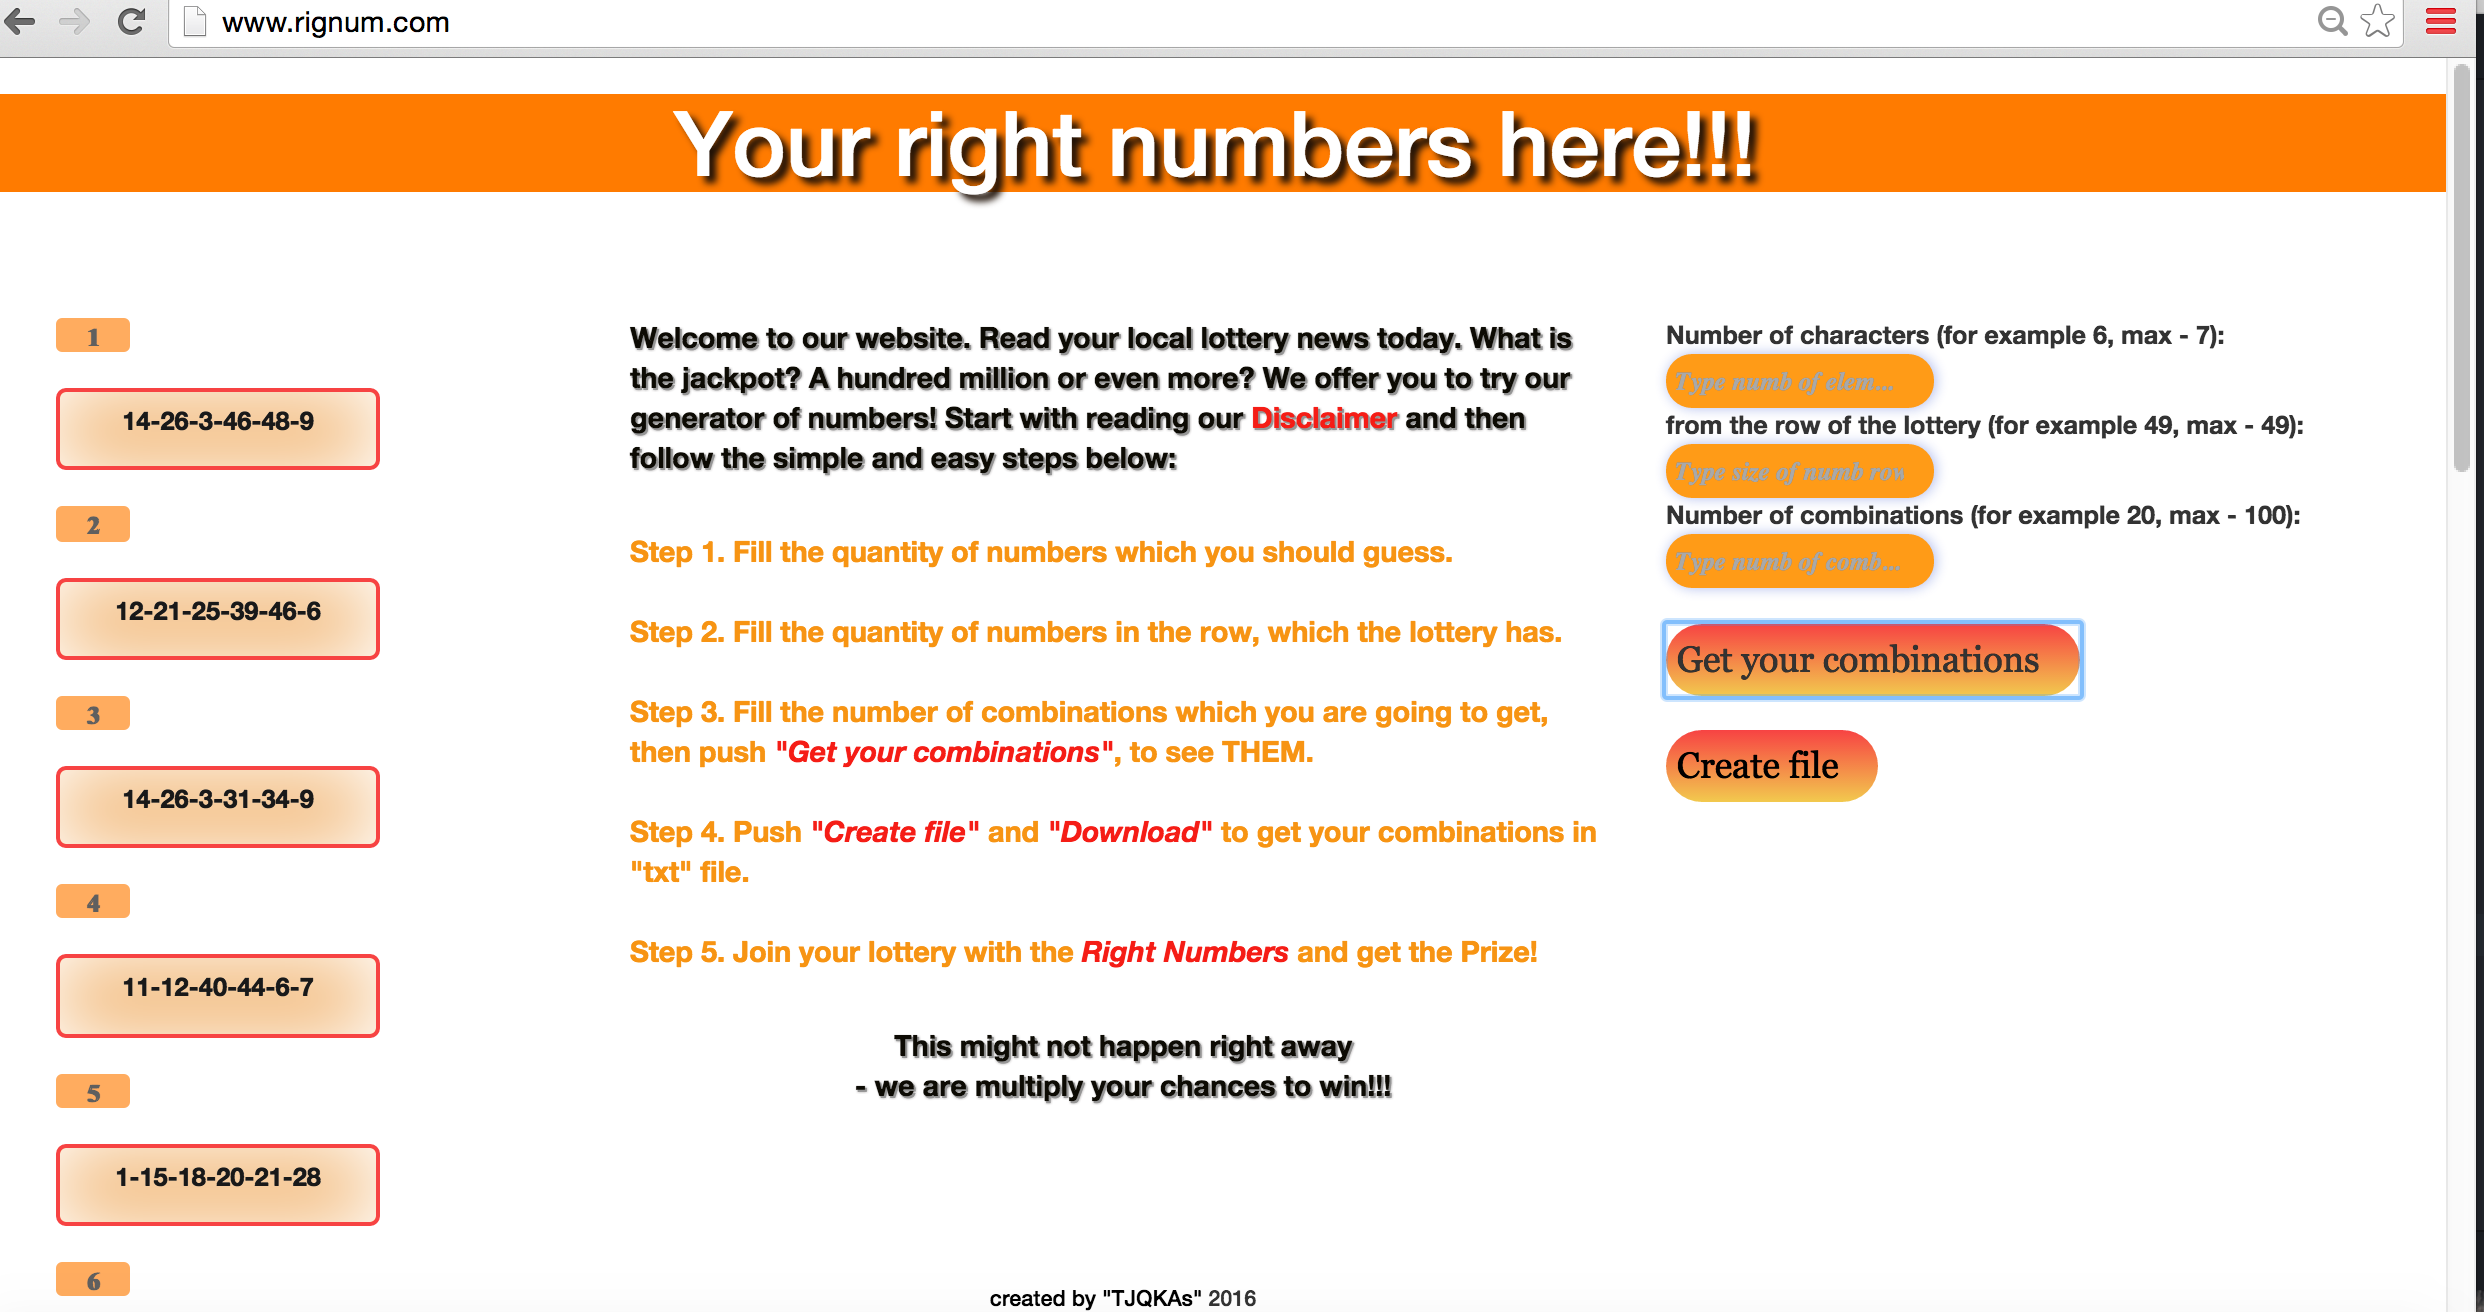 www.rignum.com
Your right numbers here!!!
1
14-26-3-46-48-9
2
12-21-25-39-46-6
3
14-26-3-31-34-9
4
11-12-40-44-6-7
5
1-15-18-20-21-28
6
Welcome to our website. Read your local lottery news today. What is
the jackpot? A hundred million or even more? We offer you to try our
generator of numbers! Start with reading our Disclaimer and then
follow the simple and easy steps below:
Step 1. Fill the quantity of numbers which you should guess.
Step 2. Fill the quantity of numbers in the row, which the lottery has.
Step 3. Fill the number of combinations which you are going to get,
then push "Get your combinations", to see THEM.
Step 4. Push "Create file" and "Download" to get your combinations in
"txt" file.
Step 5. Join your lottery with the Right Numbers and get the Prize!
This might not happen right away
- we are multiply your chances to win!!!
created by "TJQKAs" 2016
Number of characters (for example 6, max - 7):
Type numb of elem...
from the row of the lottery (for example 49, max - 49):
Type size of numb row
Number of combinations (for example 20, max - 100):
Type numb of comb...
Get your combinations
Create file